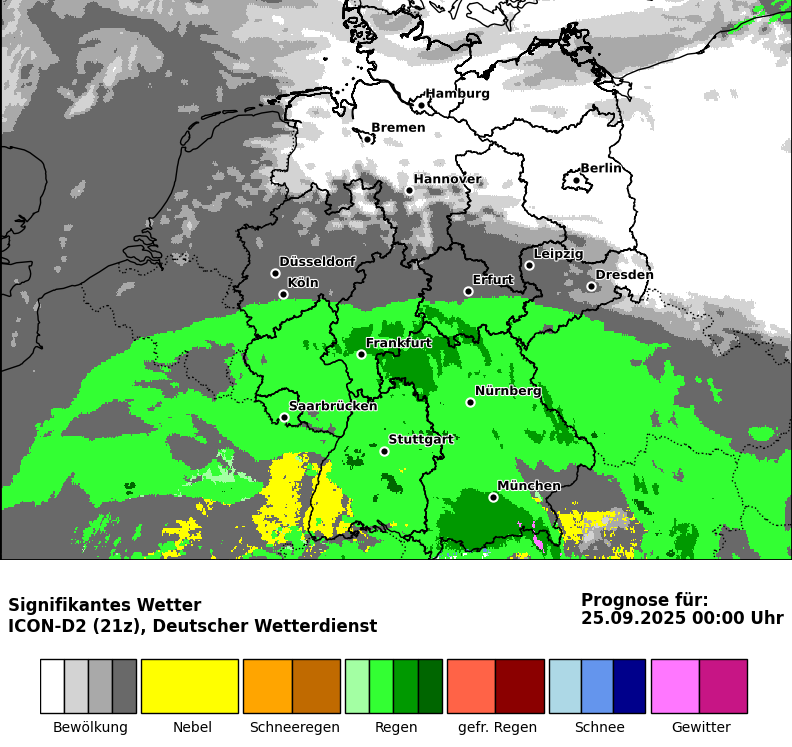 Hamburg
Bremen
Berlin
Hannover
Leipzig
Düsseldorf
Dresden
Köln
Erfurt
Frankfurt
Nürnberg
Saarbrücken
Stuttgart
München
Signifikantes Wetter
ICON-D2 (21z), Deutscher Wetterdienst
Prognose für:
25.09.2025 00:00 Uhr
Bewölkung
Nebel
Schneeregen
Regen
gefr. Regen
Schnee
Gewitter